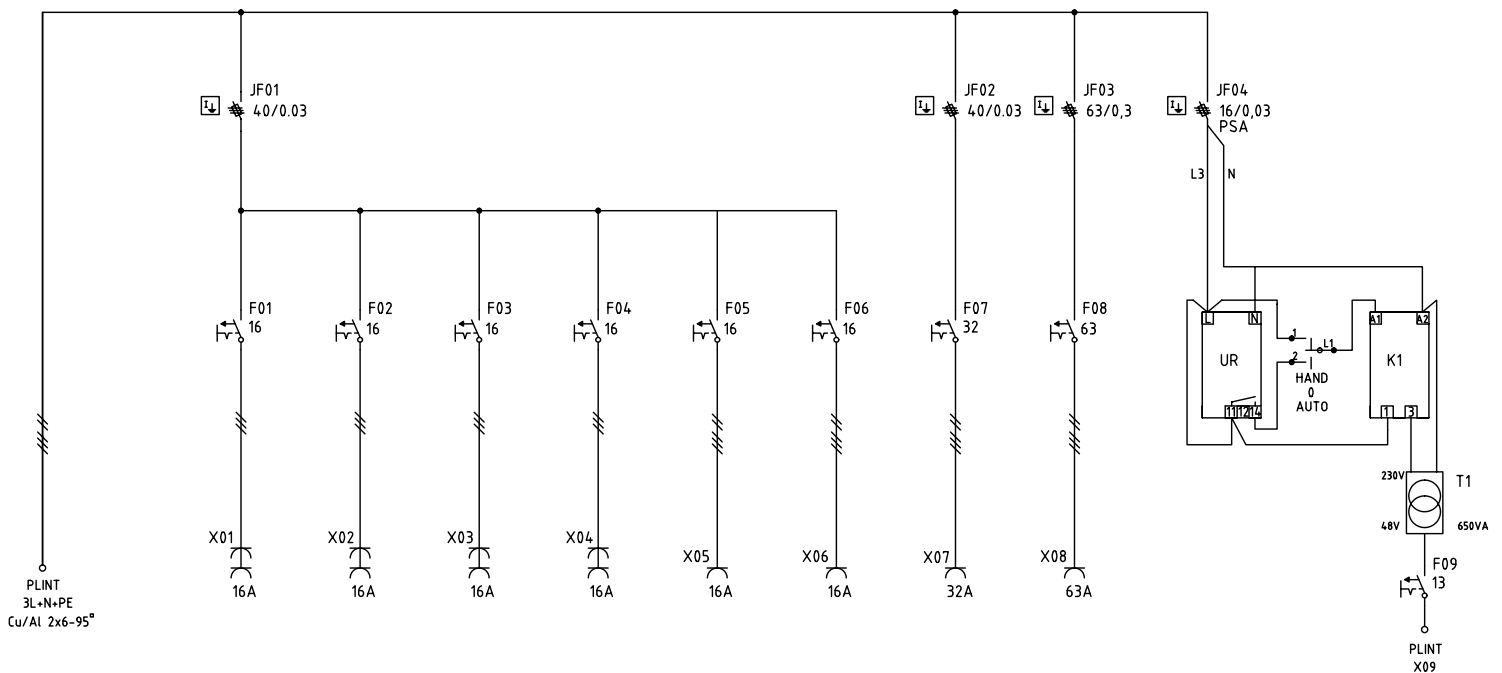 JF01
40/0.03
JF02
40/0.03
JF03
63/0,3
JF04
16/0,03
PSA
L3
N
F01
16
F02
16
F03
16
F04
16
F05
16
F06
16
F07
32
F08
63
L
N
UR
11
12
14
1
2
L1
HAND
0
AUTO
A1
A2
K1
1
3
230V
T1
48V
650VA
X01
16A
X02
16A
X03
16A
X04
16A
X05
16A
X06
16A
X07
32A
X08
63A
F09
13
PLINT
X09
PLINT
3L+N+PE
Cu/Al 2x6-95¤